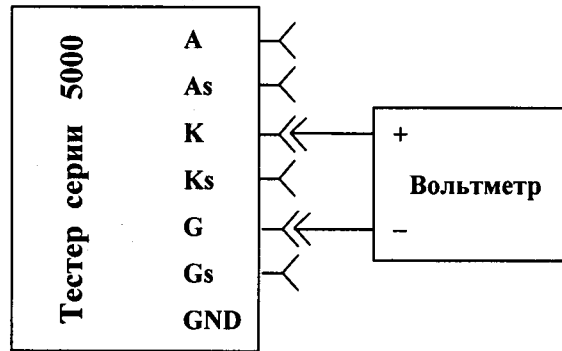 Тестер серии 5000
A
As
K
Ks
G
Gs
GND
+
Вольтметр
–